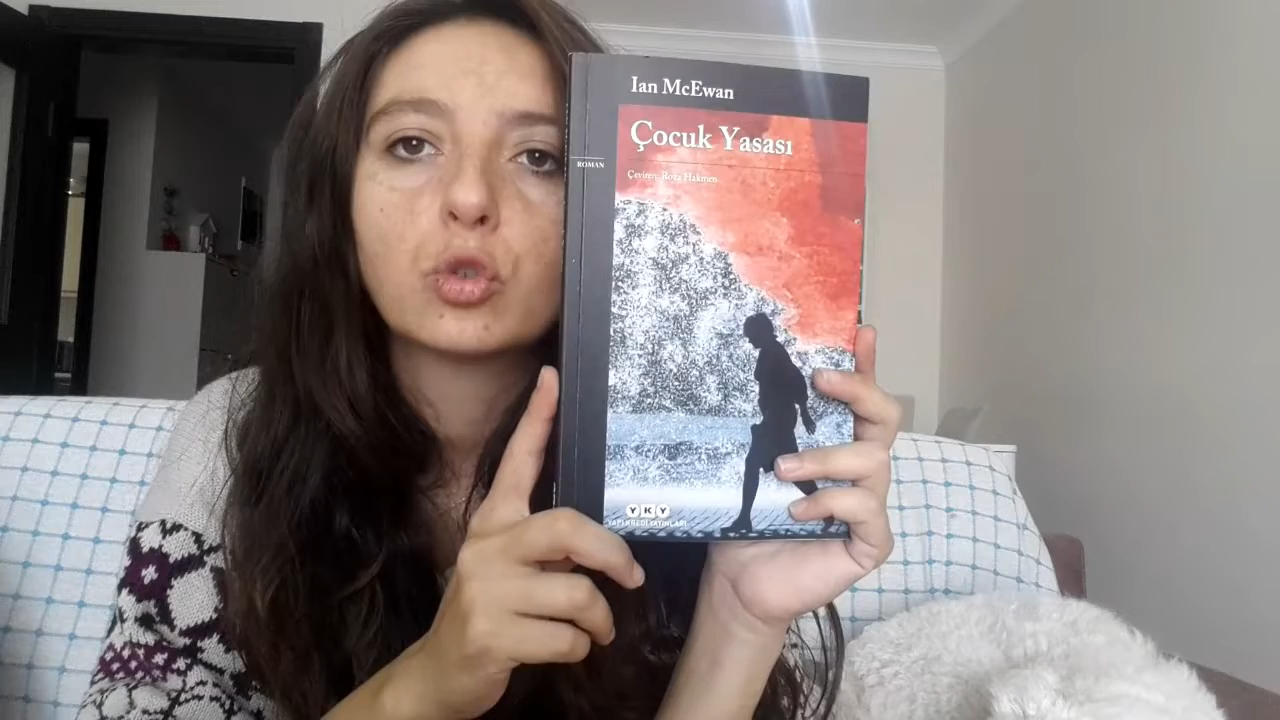 Ian McEwan
Çocuk Yasası
ROMAN
Çeviren: Roza Hakmen
YKY
YAPI KREDİ YAYINLARI